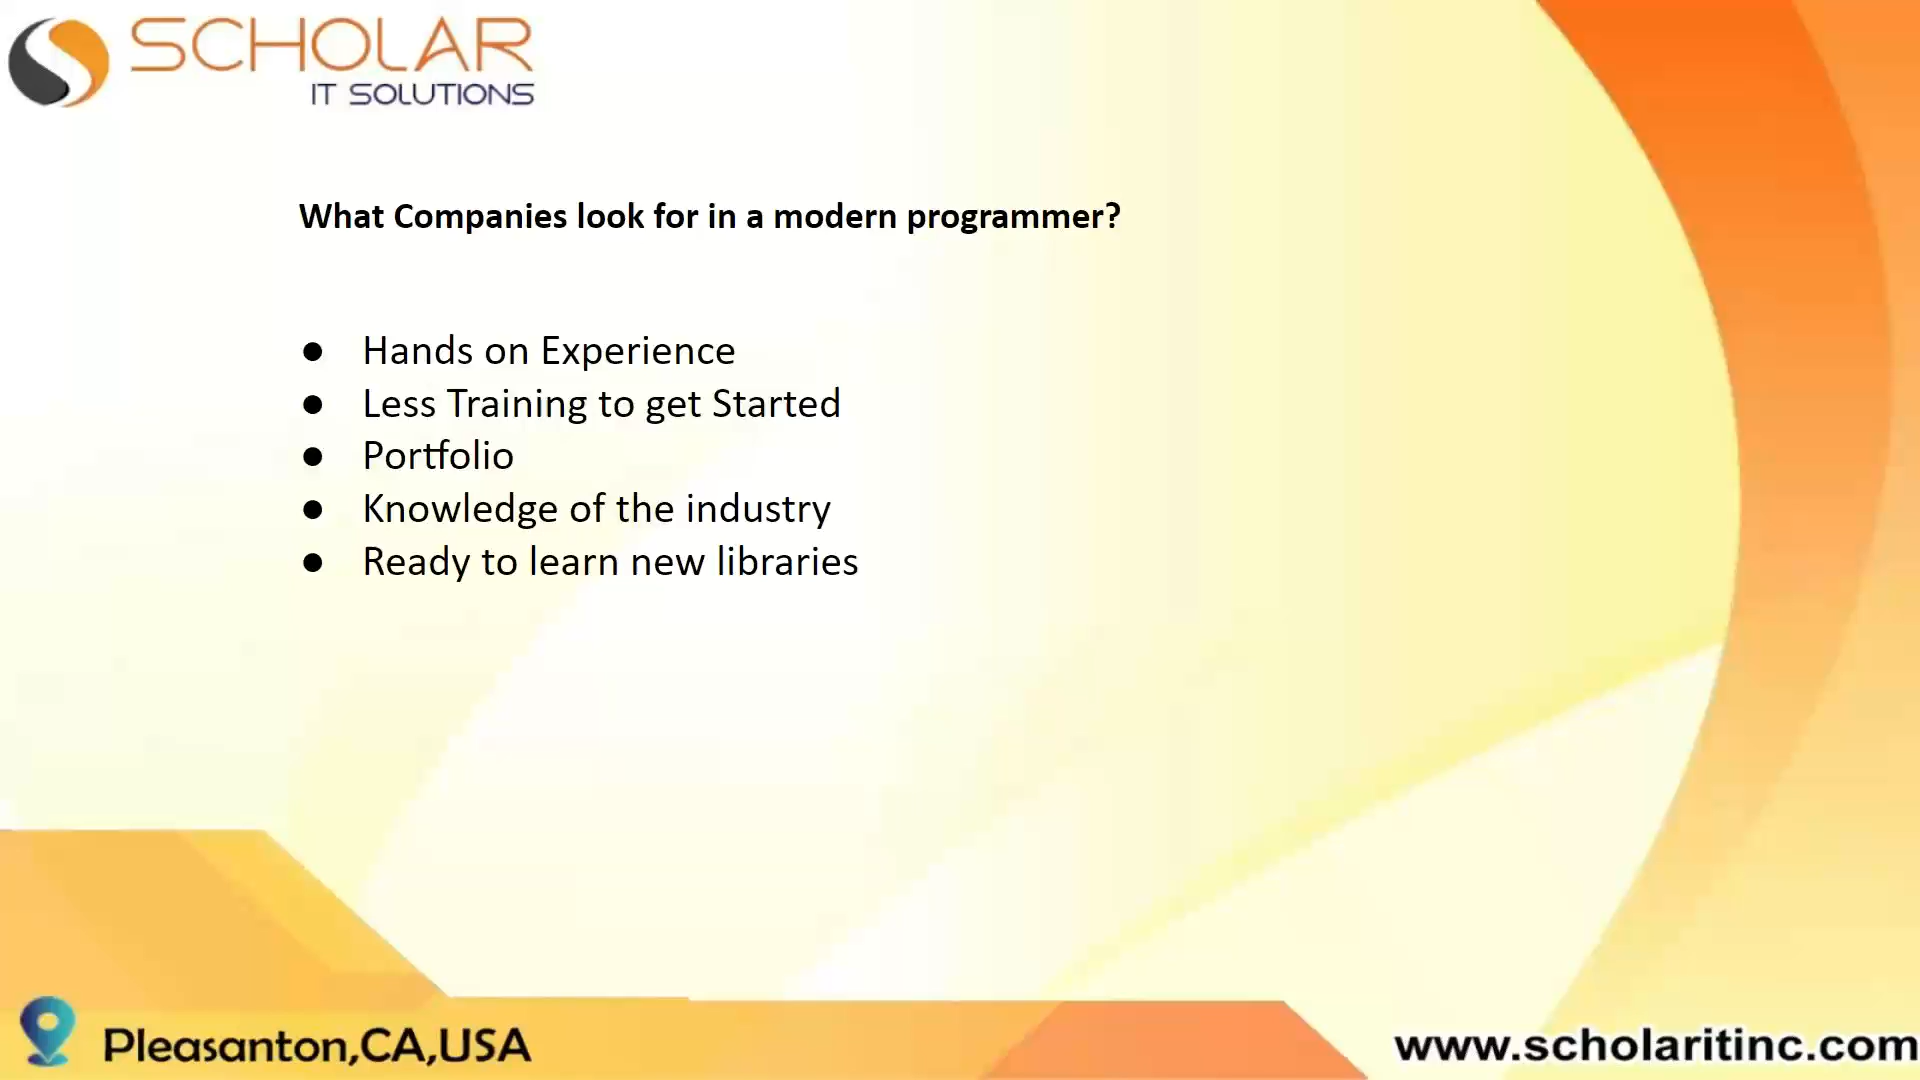 SCHOLAR
IT SOLUTIONS
What Companies look for in a modern programmer?
● Hands on Experience
● Less Training to get Started
● Portfolio
● Knowledge of the industry
● Ready to learn new libraries
Pleasanton,CA,USA
www.scholaritinc.com